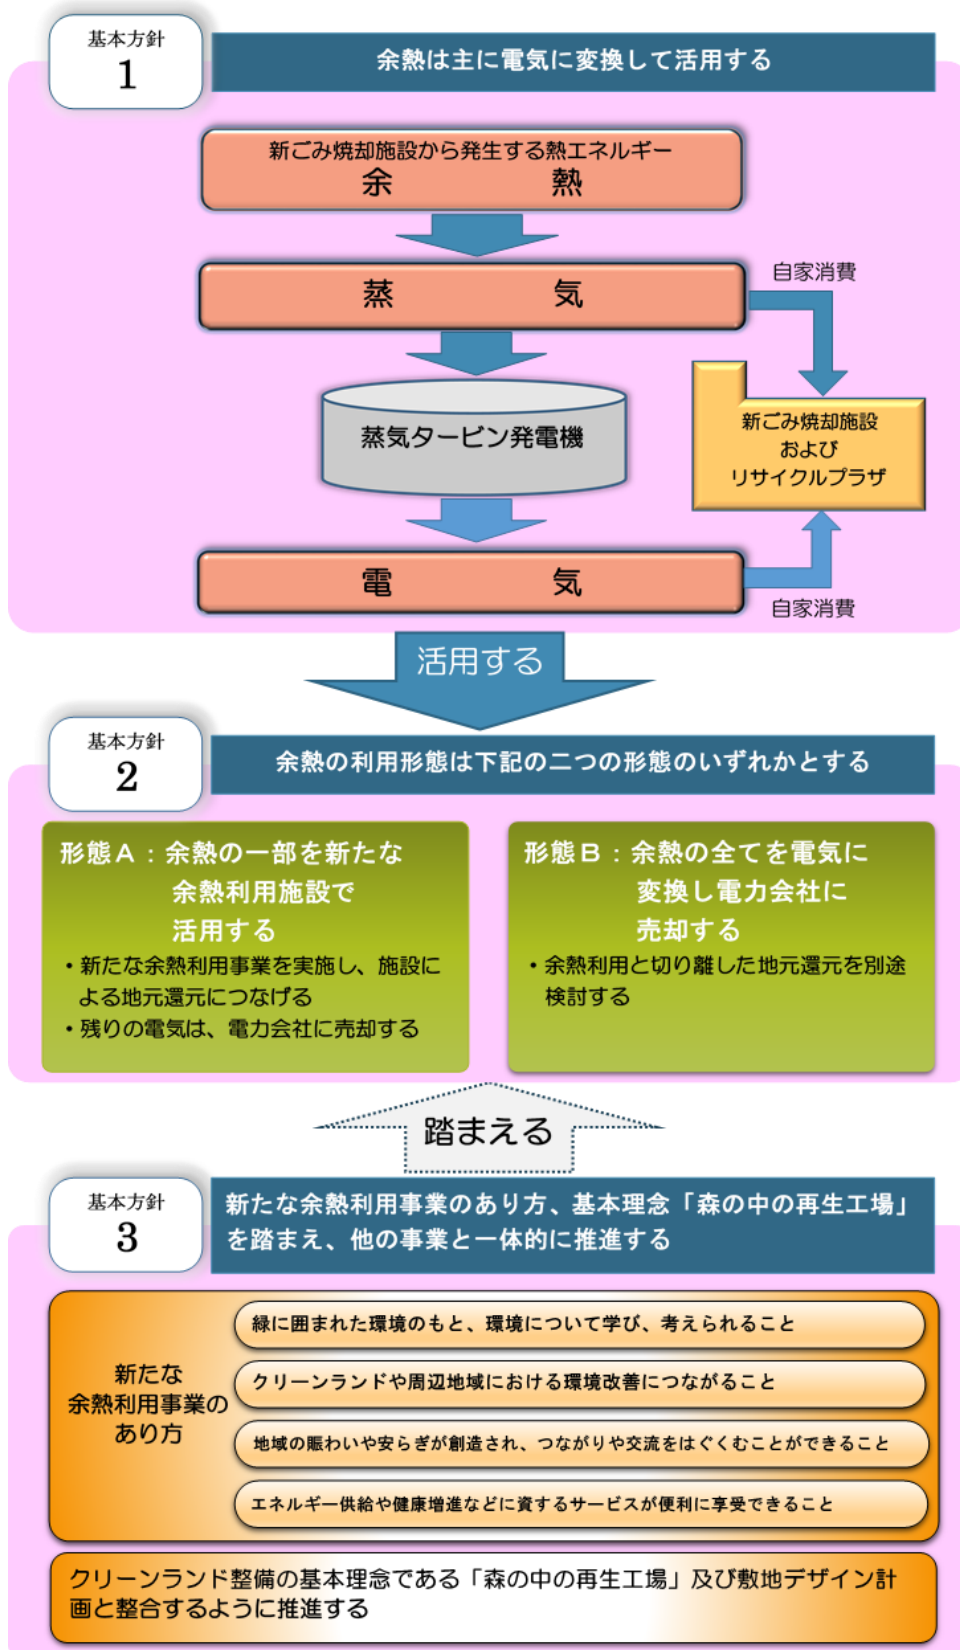 基本方針
1
余熱は主に電気に変換して活用する
新ごみ焼却施設から発生する熱エネルギー
余 熱
蒸 気
自家消費
蒸気タービン発電機
新ごみ焼却施設
および
リサイクルプラザ
電 気
自家消費
活用する
基本方針
2
余熱の利用形態は下記の二つの形態のいずれかとする
形態A：余熱の一部を新たな
余熱利用施設で
活用する
・新たな余熱利用事業を実施し、施設に
よる地元還元につなげる
・残りの電気は、電力会社に売却する
形態B：余熱の全てを電気に
変換し電力会社に
売却する
・余熱利用と切り離した地元還元を別途
検討する
踏まえる
基本方針
3
新たな余熱利用事業のあり方、基本理念「森の中の再生工場」
を踏まえ、他の事業と一体的に推進する
新たな
余熱利用事業の
あり方
緑に囲まれた環境のもと、環境について学び、考えられること
クリーンランドや周辺地域における環境改善につながること
地域の賑わいや安らぎが創造され、つながりや交流をはぐくむことができること
エネルギー供給や健康増進などに資するサービスが便利に享受できること
クリーンランド整備の基本理念である「森の中の再生工場」及び敷地デザイン計
画と整合するように推進する